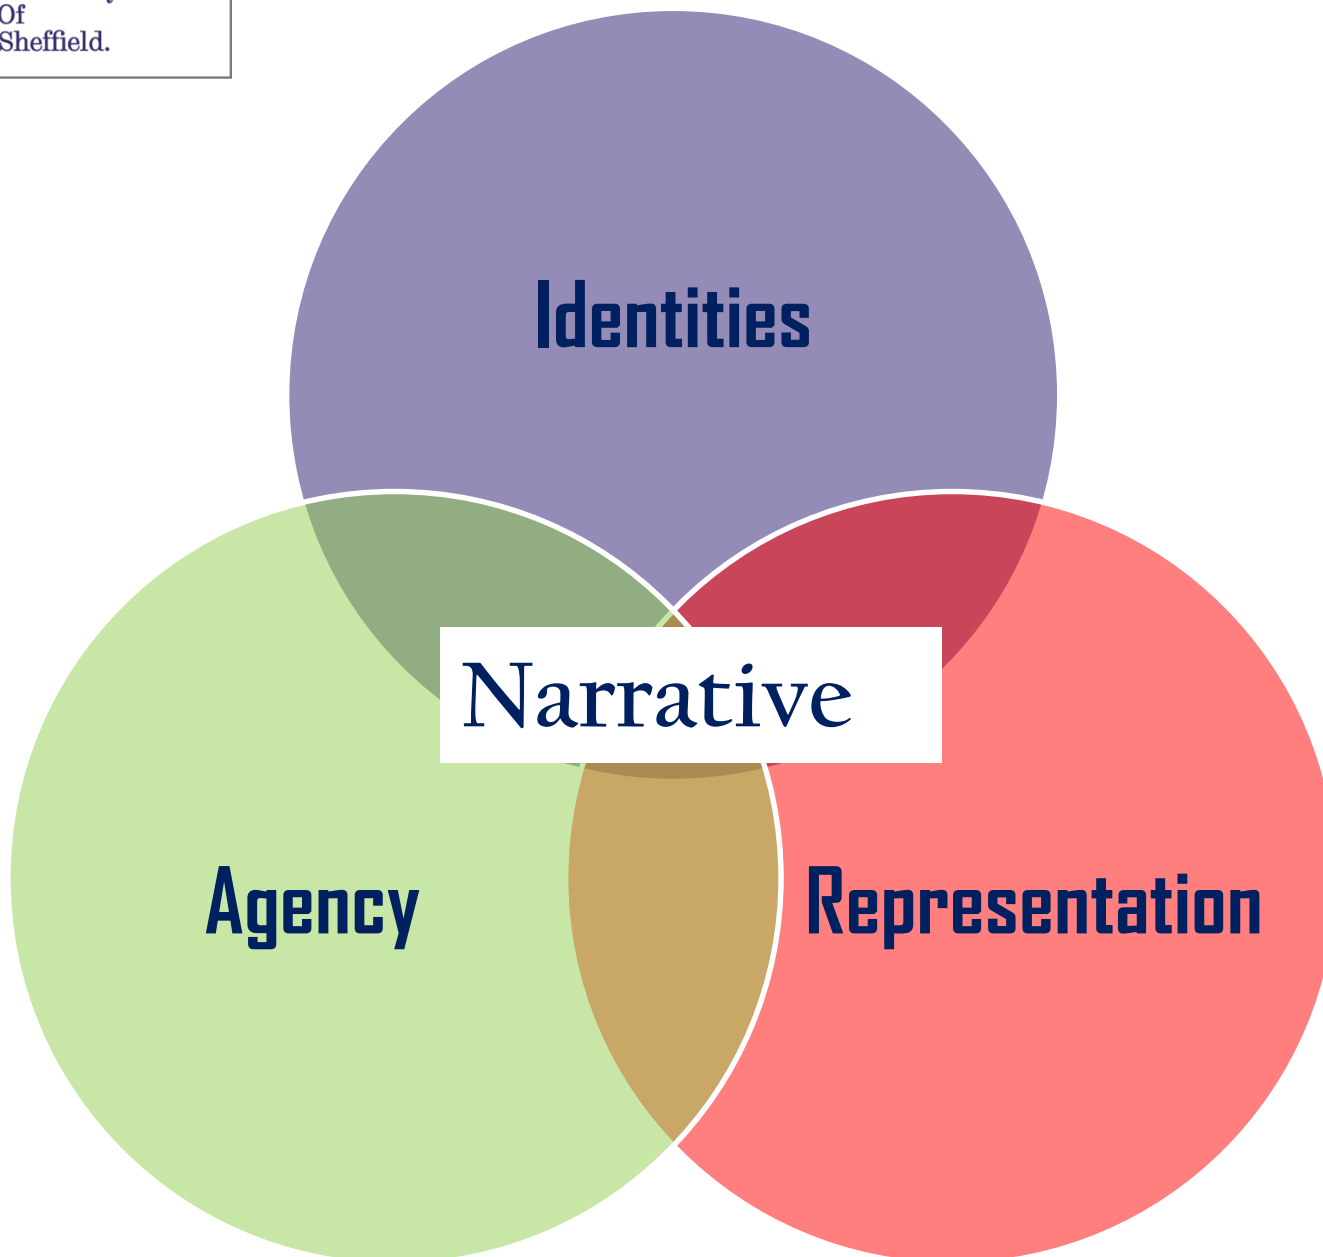 Of
Sheffield.
Identities
Narrative
Agency
Representation